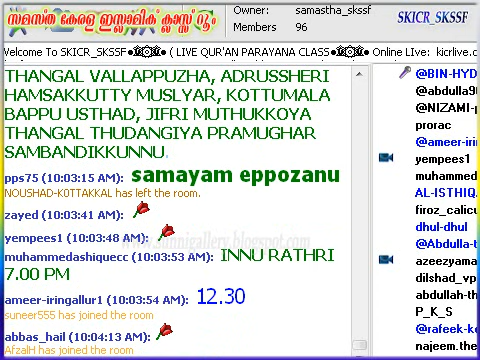 സമസ്ത കേരള ഇസ്ലാമിക് ക്ലാസ്സ് റൂം
Owner: samastha_skssf
Members 96
SKICR_SKSSF
Welcome To SKICR_SKSSF ( LIVE QUR'AN PARAYANA CLASS Online Live: kicrlive.c
THANGAL VALLAPPUZHA, ADRUSSHERI
HAMSAKKUTTY MUSLYAR, KOTTUMALA
BAPPU USTHAD, JIFRI MUTHUKKOYA
THANGAL THUDANGIYA PRAMUGHAR
SAMBANDIKKUNNU.
pps75 (10:03:15 AM): samayam eppozanu
NOUSHAD-KOTTAKKAL has left the room.
zayed (10:03:41 AM):
yempees1 (10:03:48 AM):
muhammedashiquecc (10:03:53 AM): INNU RATHRI
7.00 PM
ameer-iringallur1 (10:03:54 AM): 12.30
suneer555 has joined the room
abbas_hail (10:04:13 AM):
AfzalH has joined the room
@BIN-HYD
@abdulla90
@NIZAMI-p
prorac
@ameer-irin
yempees1
muhammed
AL-ISTHIQ
firoz_calicu
dhul-dhul
@Abdulla-t
azeezyama
dilshad_vp
abdullah-th
P_K_S
@rafeek-k
najeem.the